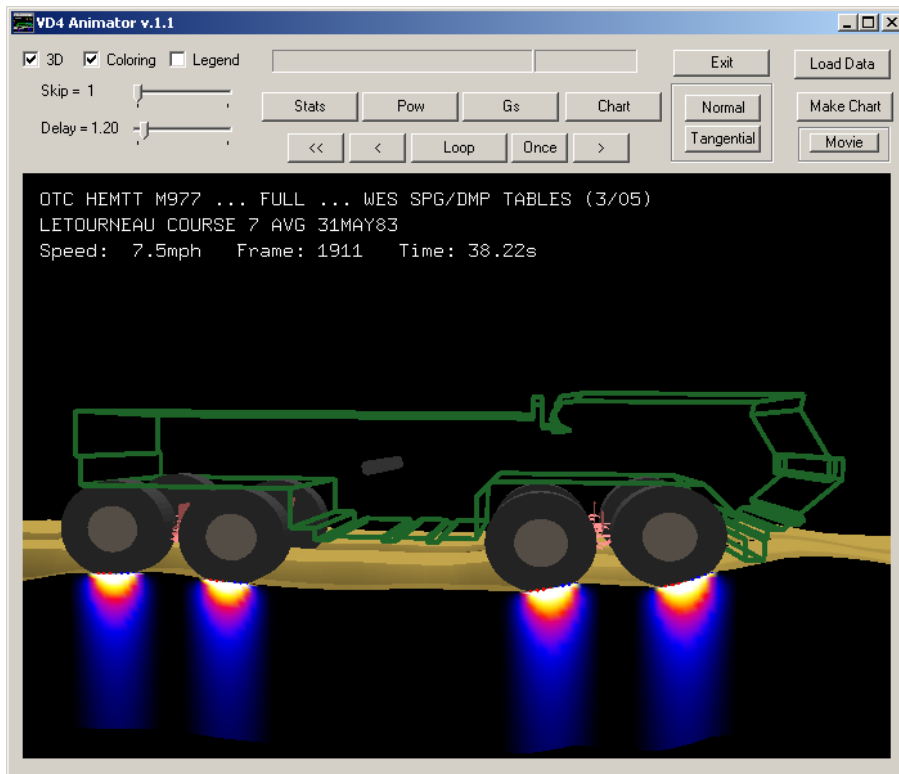 VD4 Animator v.1.1
3D Coloring Legend
Skip = 1
Delay = 1.20
Exit
Load Data
Stats Pow Gs Chart
Normal
Make Chart
Tangential
Movie
<< < Loop Once >
OTC HEMTT M977 ... FULL ... WES SPG/DMP TABLES (3/05)
LETOURNEAU COURSE 7 AVG 31MAY83
Speed: 7.5mph Frame: 1911 Time: 38.22s